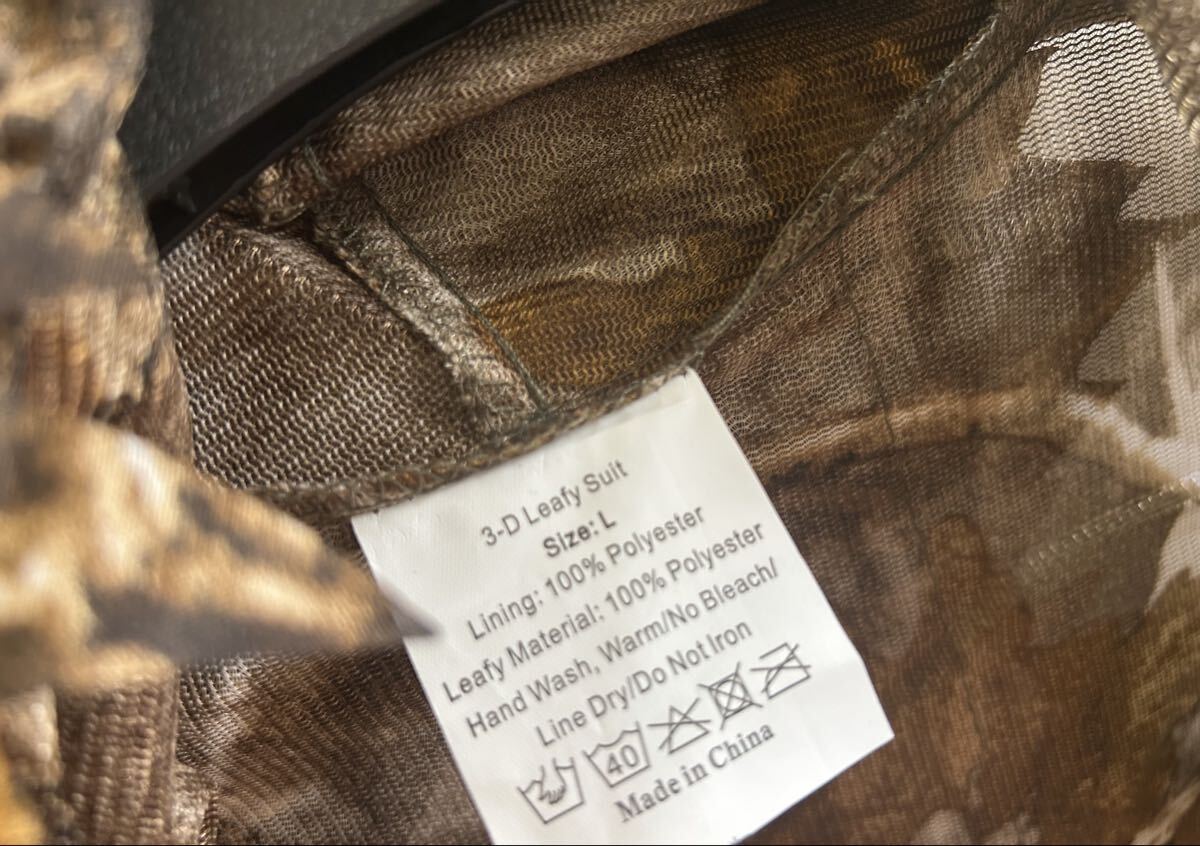 3-D Leafy Suit
Size: L
Lining: 100% Polyester
Leafy Material: 100% Polyester
Hand Wash, Warm/No Bleach/
Line Dry/Do Not Iron
40
Made in China